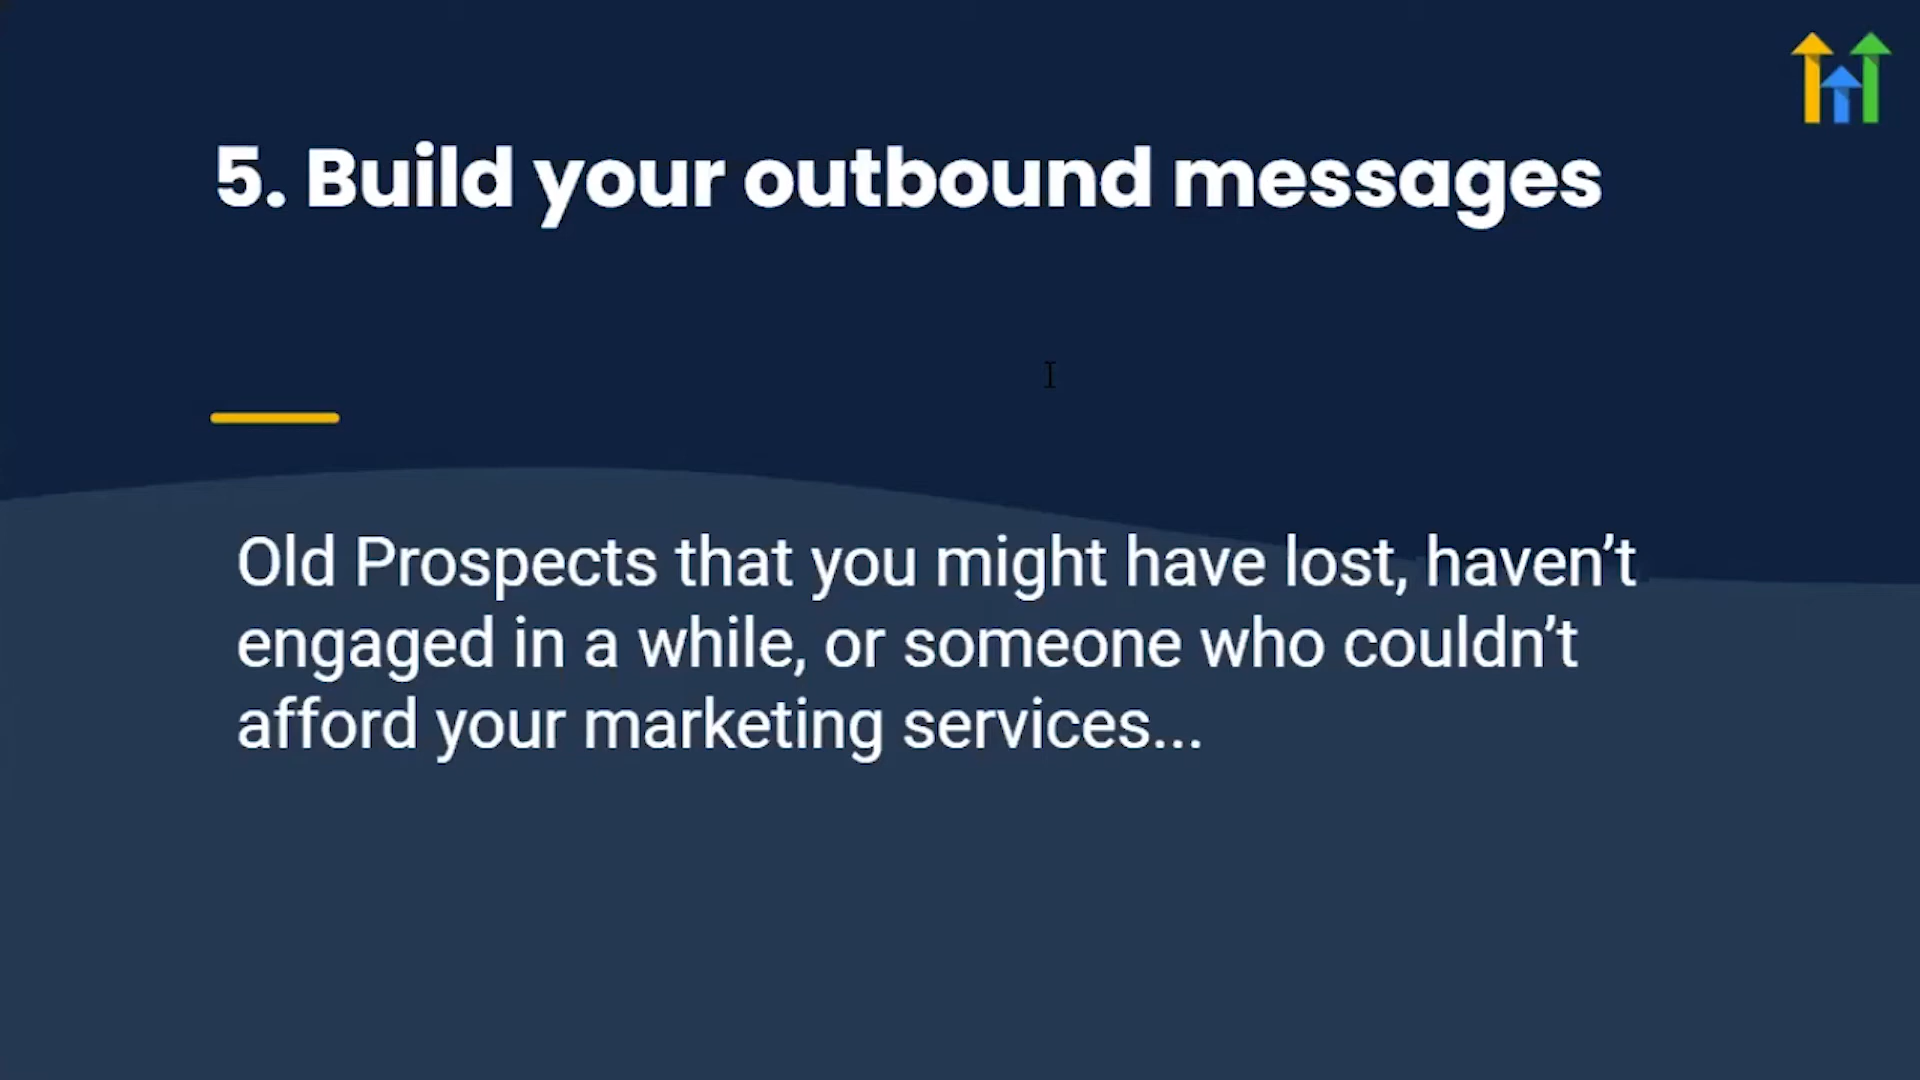 5. Build your outbound messages
Old Prospects that you might have lost, haven’t
engaged in a while, or someone who couldn’t
afford your marketing services...